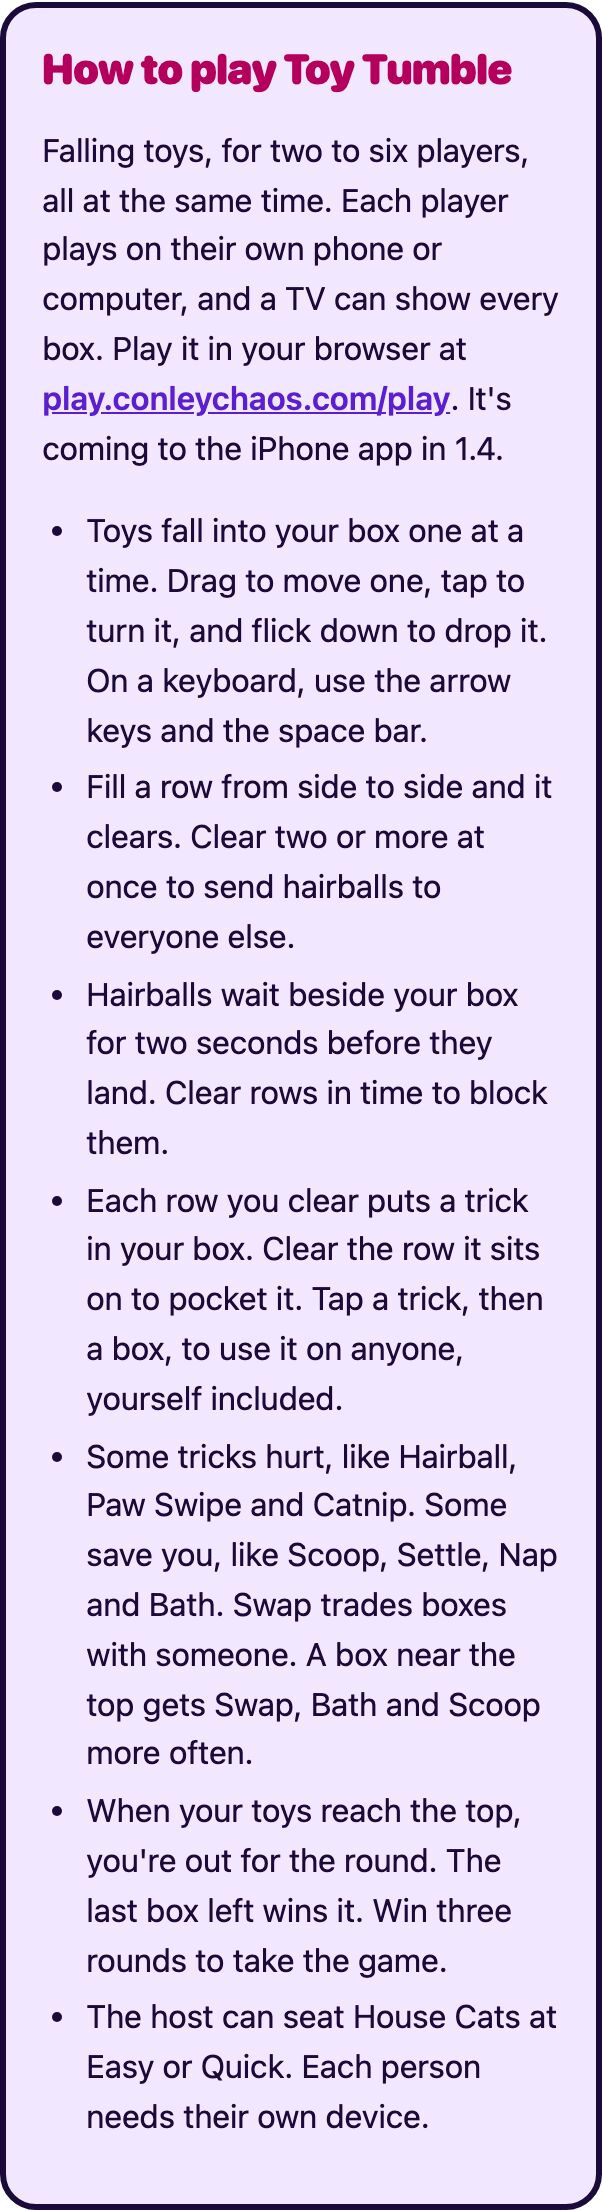 How to play Toy Tumble
Falling toys, for two to six players,
all at the same time. Each player
plays on their own phone or
computer, and a TV can show every
box. Play it in your browser at
play.conleychaos.com/play. It's
coming to the iPhone app in 1.4.
• Toys fall into your box one at a
time. Drag to move one, tap to
turn it, and flick down to drop it.
On a keyboard, use the arrow
keys and the space bar.
• Fill a row from side to side and it
clears. Clear two or more at
once to send hairballs to
everyone else.
• Hairballs wait beside your box
for two seconds before they
land. Clear rows in time to block
them.
• Each row you clear puts a trick
in your box. Clear the row it sits
on to pocket it. Tap a trick, then
a box, to use it on anyone,
yourself included.
• Some tricks hurt, like Hairball,
Paw Swipe and Catnip. Some
save you, like Scoop, Settle, Nap
and Bath. Swap trades boxes
with someone. A box near the
top gets Swap, Bath and Scoop
more often.
• When your toys reach the top,
you're out for the round. The
last box left wins it. Win three
rounds to take the game.
• The host can seat House Cats at
Easy or Quick. Each person
needs their own device.